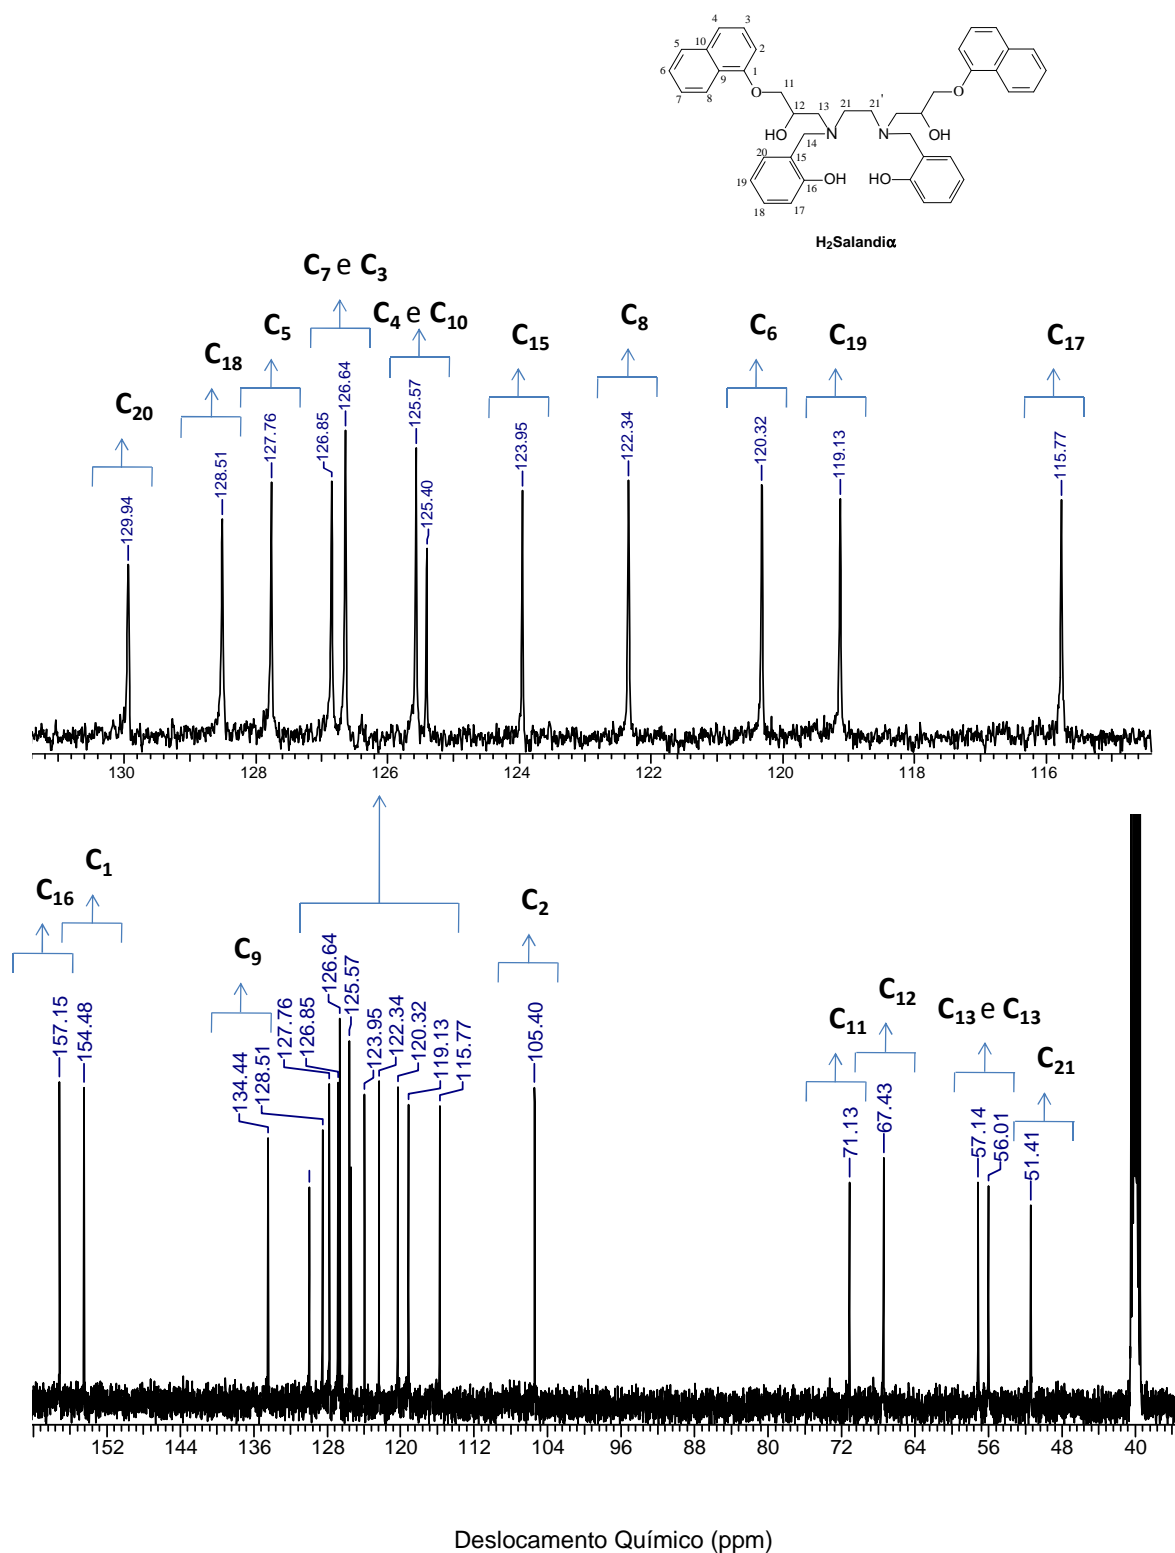 4
3
5
10
2
6
1
11
7
9
8
O
O
12
13
21
21'
HO
N
N
OH
14
20
15
19
16
OH
HO
18
17
H₂Salandiα
C₇ e C₃
C₄ e C₁₀
C₅
C₁₅
C₈
C₆
C₁₉
C₁₇
C₁₈
C₂₀
129.94
128.51
127.76
126.85
126.64
125.57
125.40
123.95
122.34
120.32
119.13
115.77
130 128 126 124 122 120 118 116
C₁₆
C₁
C₉
C₂
C₁₁
C₁₂
C₁₃ e C₁₃
C₂₁
157.15
154.48
134.44
128.51
127.76
126.85
126.64
125.57
123.95
122.34
120.32
119.13
115.77
105.40
71.13
67.43
57.14
56.01
51.41
152 144 136 128 120 112 104 96 88 80 72 64 56 48 40
Deslocamento Químico (ppm)